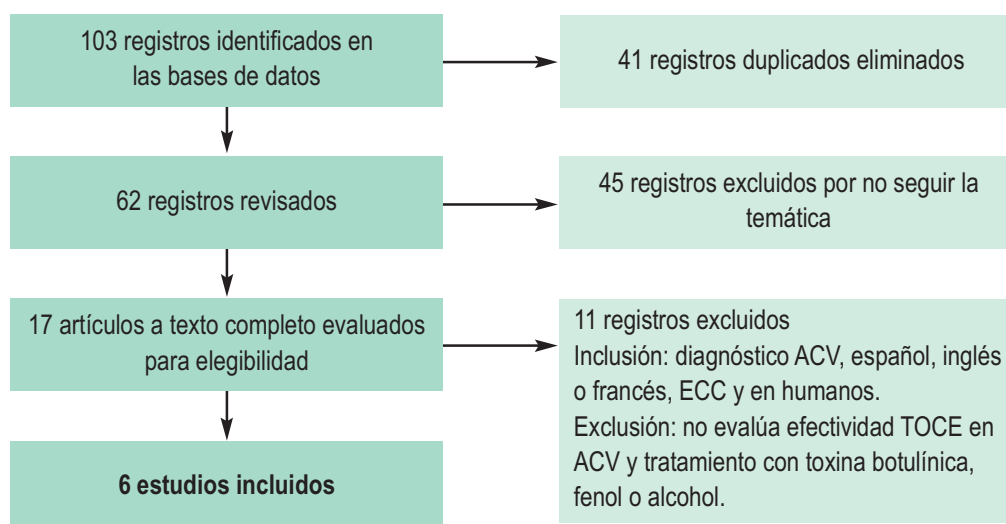 103 registros identificados en
las bases de datos
41 registros duplicados eliminados
62 registros revisados
45 registros excluidos por no seguir la
temática
17 artículos a texto completo evaluados
para elegibilidad
11 registros excluidos
Inclusión: diagnóstico ACV, español, inglés
o francés, ECC y en humanos.
Exclusión: no evalúa efectividad TOCE en
ACV y tratamiento con toxina botulínica,
fenol o alcohol.
6 estudios incluidos